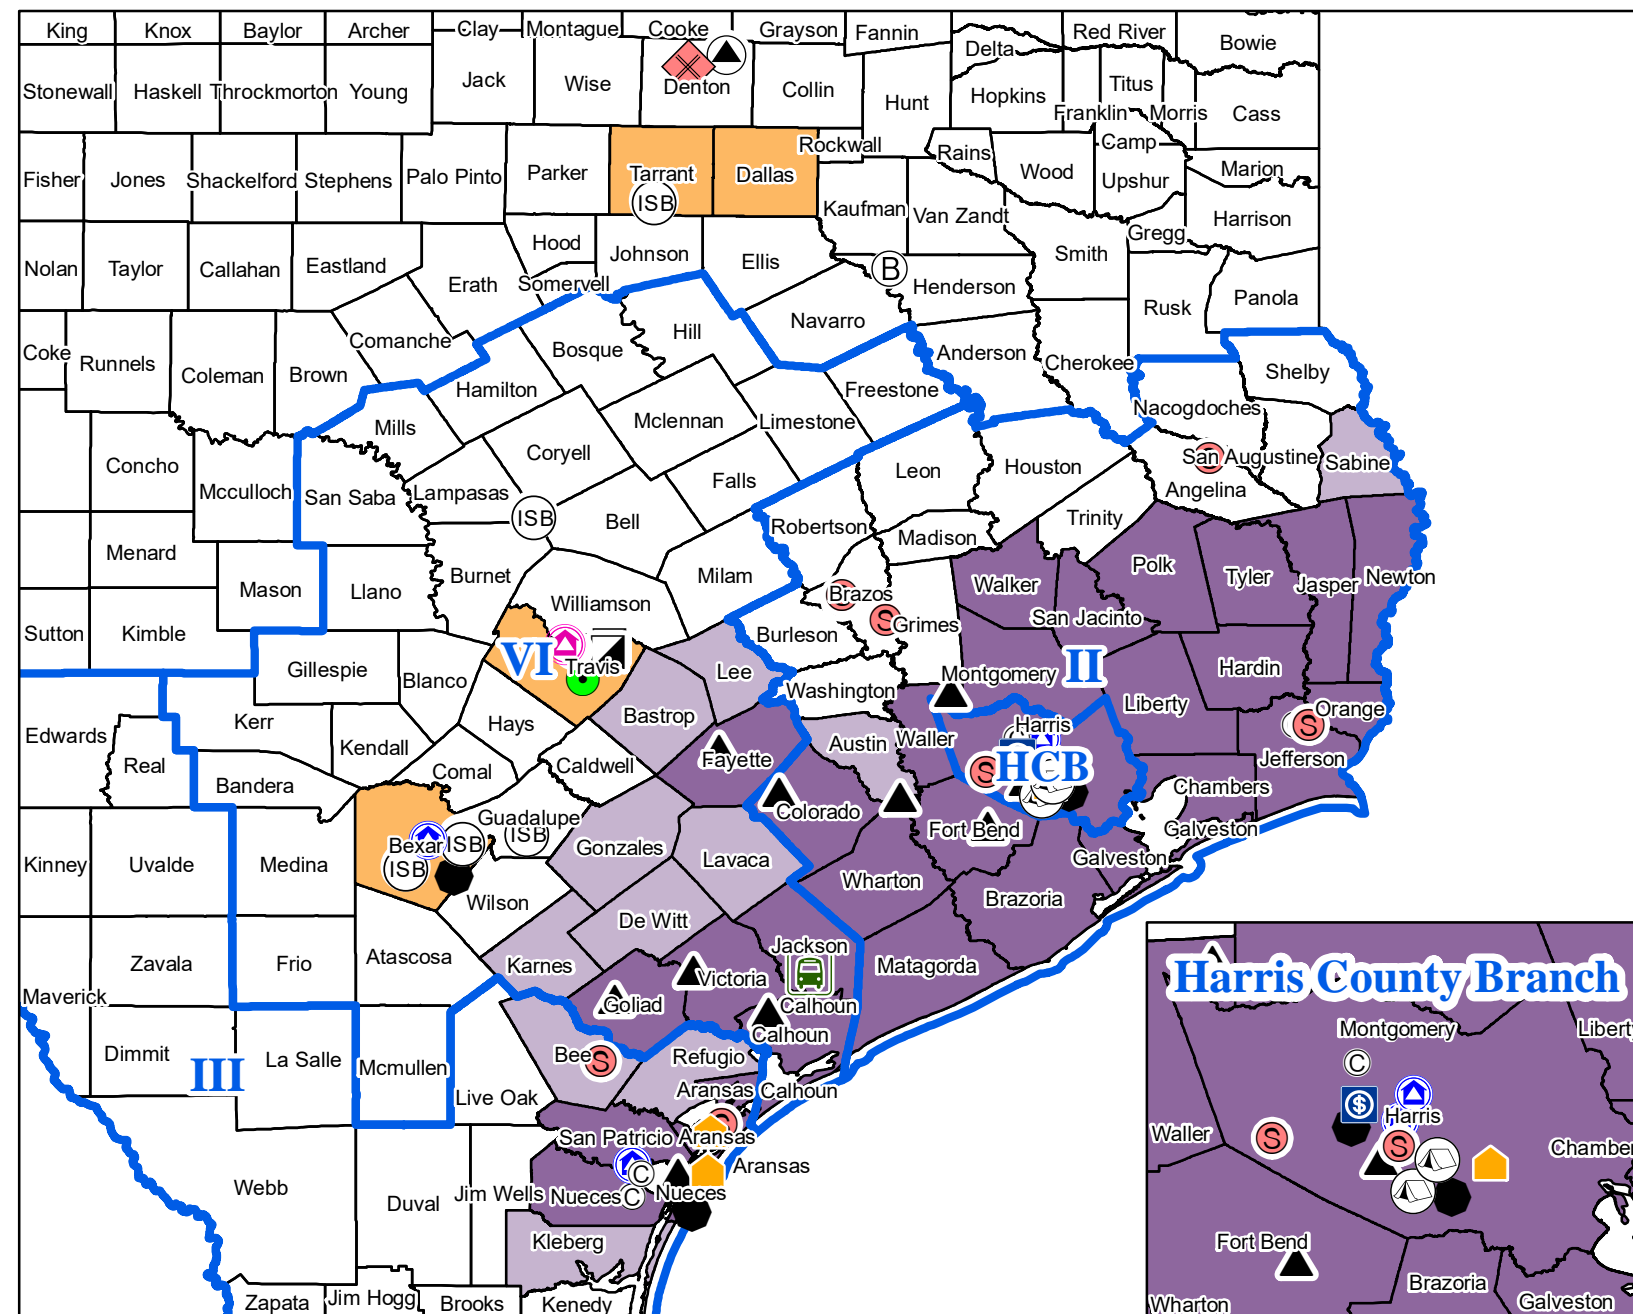 King
Knox
Baylor
Archer
Clay
Montague
Cooke
Grayson
Fannin
Delta
Red River
Bowie
Stonewall
Haskell
Throckmorton
Young
Jack
Wise
Denton
Collin
Hunt
Hopkins
Franklin
Titus
Morris
Cass
Camp
Fisher
Jones
Shackelford
Stephens
Palo Pinto
Parker
Tarrant
ISB
Dallas
Rockwall
Rains
Wood
Upshur
Marion
Kaufman
Van Zandt
Harrison
Gregg
Smith
Nolan
Taylor
Callahan
Eastland
Erath
Hood
Somervell
Johnson
Ellis
B
Henderson
Rusk
Panola
Coke
Runnels
Coleman
Brown
Comanche
Bosque
Hill
Navarro
Anderson
Cherokee
Shelby
Hamilton
Freestone
Nacogdoches
Mills
Mclennan
Limestone
Concho
Mcculloch
San Saba
Lampasas
Coryell
Falls
Leon
Houston
San Augustine
S
Sabine
Angelina
ISB
Bell
Robertson
Madison
Trinity
Menard
Mason
Llano
Burnet
Milam
Walker
Polk
Tyler
Jasper
Newton
Williamson
Brazos
S
S
Grimes
San Jacinto
Sutton
Kimble
Burleson
VI
Travis
II
Gillespie
Blanco
Lee
Washington
Montgomery
Hardin
Edwards
Kerr
Hays
Bastrop
Liberty
Orange
S
Real
Kendall
Comal
Caldwell
Fayette
Austin
Waller
Harris
S
HCB
Jefferson
Bandera
Colorado
Chambers
Guadalupe
ISB
Bexar
ISB
ISB
Fort Bend
Galveston
Galveston
Kinney
Uvalde
Medina
Gonzales
Lavaca
Wharton
Brazoria
Wilson
De Witt
Zavala
Frio
Atascosa
Karnes
Jackson
Matagorda
Maverick
Victoria
Goliad
Calhoun
Calhoun
Dimmit
III
La Salle
Mcmullen
Bee
S
Refugio
Live Oak
Aransas
Calhoun
S
San Patricio
Aransas
Aransas
Webb
Duval
Jim Wells
Nueces
C
C
Nueces
Kleberg
Zapata
Jim Hogg
Brooks
Kenedy
Harris County Branch
Montgomery
Libert
C
$
Harris
Waller
S
S
Chamber
Fort Bend
Brazoria
Wharton
Galveston